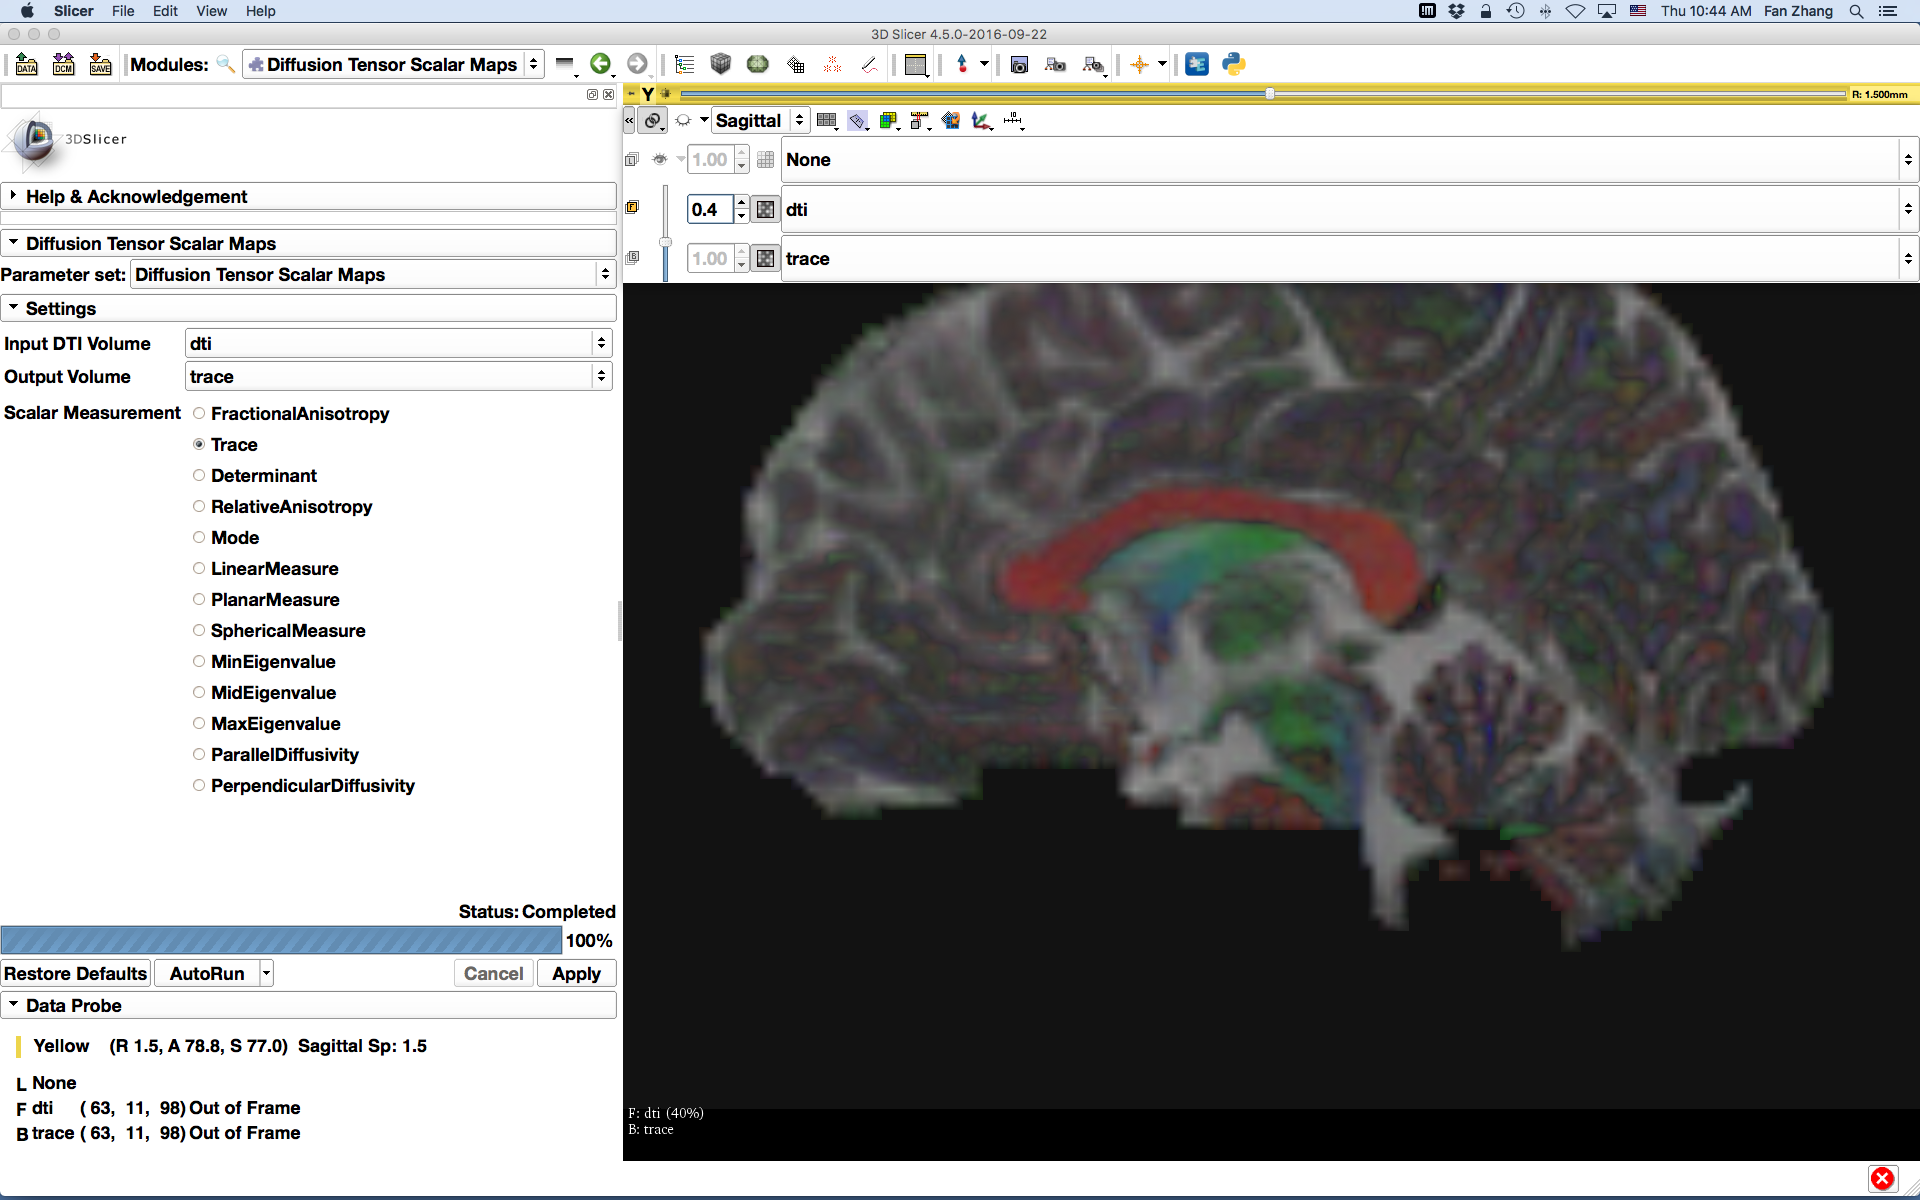 Slicer File Edit View Help Thu 10:44 AM Fan Zhang
3D Slicer 4.5.0-2016-09-22
DATA DCM SAVE Modules: Diffusion Tensor Scalar Maps
Y R: 1.500mm
Sagittal
3DSlicer
L 1.00 None
Help & Acknowledgement
F 0.4 dti
Diffusion Tensor Scalar Maps
B 1.00 trace
Parameter set: Diffusion Tensor Scalar Maps
Settings
Input DTI Volume dti
Output Volume trace
Scalar Measurement FractionalAnisotropy
Trace
Determinant
RelativeAnisotropy
Mode
LinearMeasure
PlanarMeasure
SphericalMeasure
MinEigenvalue
MidEigenvalue
MaxEigenvalue
ParallelDiffusivity
PerpendicularDiffusivity
Status: Completed
100%
Restore Defaults AutoRun Cancel Apply
Data Probe
Yellow (R 1.5, A 78.8, S 77.0) Sagittal Sp: 1.5
L None
F dti ( 63, 11, 98) Out of Frame
B trace ( 63, 11, 98) Out of Frame
F: dti (40%)
B: trace